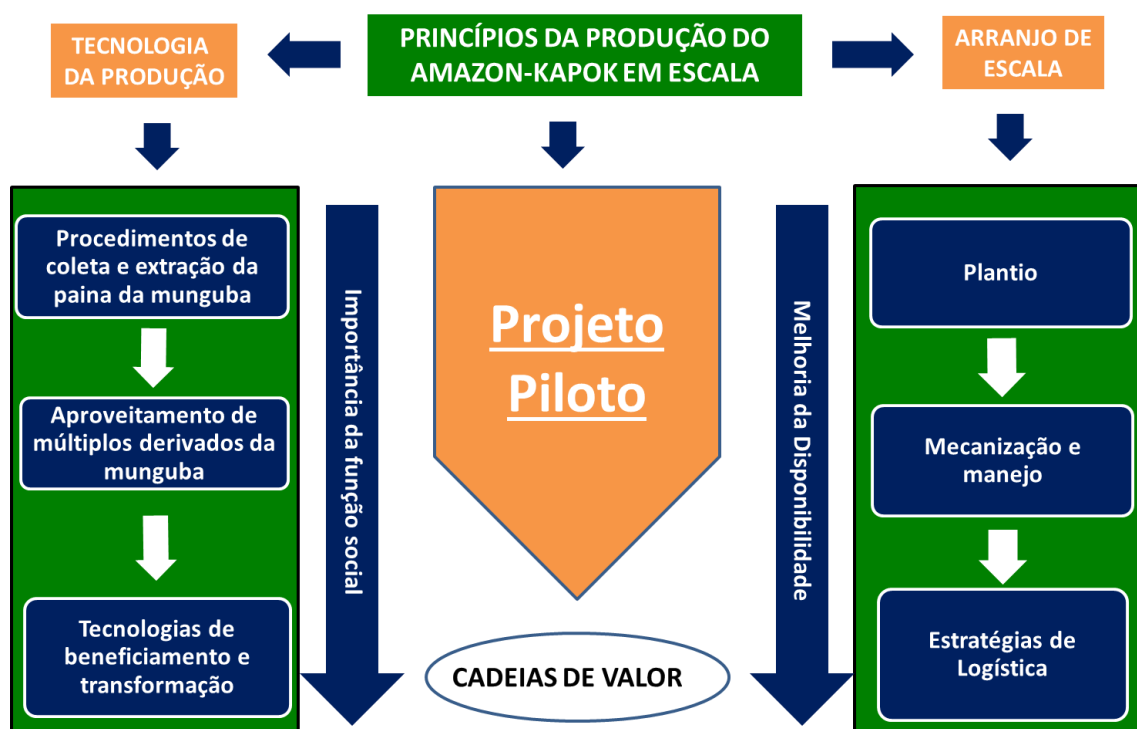 TECNOLOGIA
DA PRODUÇÃO
PRINCÍPIOS DA PRODUÇÃO DO
AMAZON-KAPOK EM ESCALA
ARRANJO DE
ESCALA
Procedimentos de
coleta e extração da
paina da munguba
Aproveitamento de
múltiplos derivados da
munguba
Tecnologias de
beneficiamento e
transformação
Importância da função social
Projeto
Piloto
CADEIAS DE VALOR
Melhoria da Disponibilidade
Plantio
Mecanização e
manejo
Estratégias de
Logística